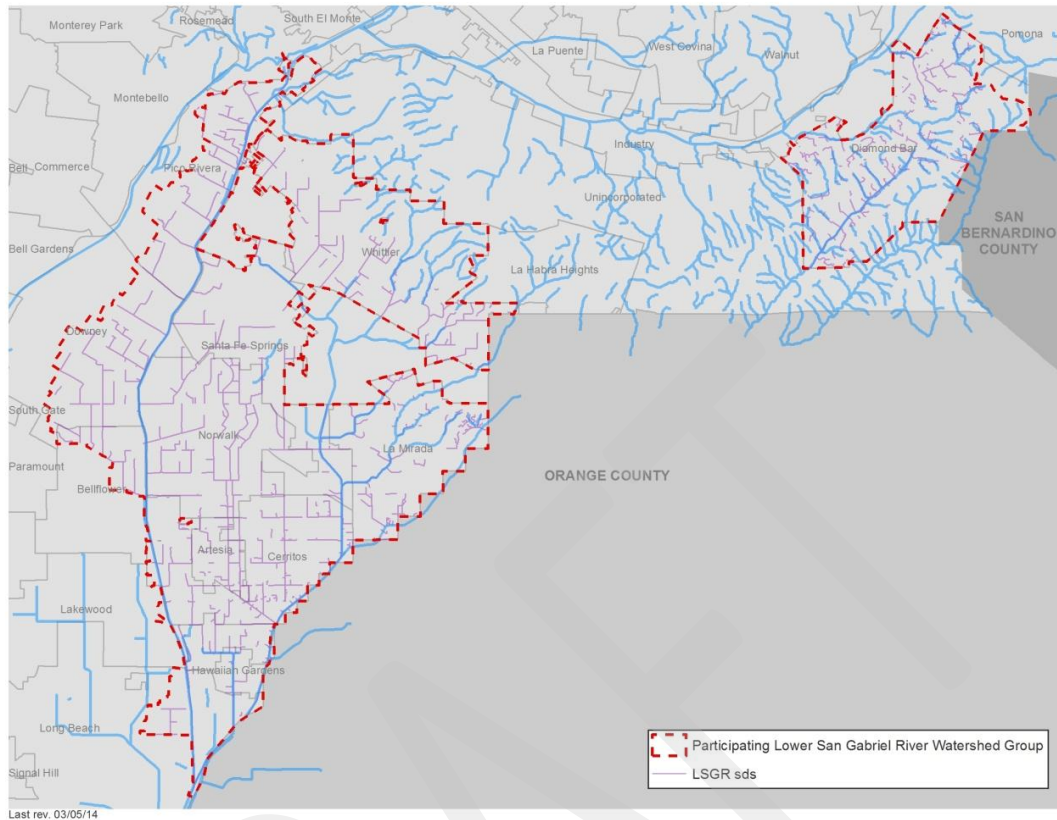 South El Monte
Monterey Park
Rosemead
West Covina
Pomona
La Puente
Walnut
Montebello
Industry
Diamond Bar
Pico Rivera
Bell
Commerce
Unincorporated
SAN
BERNARDINO
COUNTY
Bell Gardens
Whittier
La Habra Heights
Downey
Santa Fe Springs
South Gate
Norwalk
La Mirada
Paramount
ORANGE COUNTY
Bellflower
Artesia
Cerritos
Lakewood
Hawaiian Gardens
Long Beach
Signal Hill
Participating Lower San Gabriel River Watershed Group
LSGR sds
Last rev. 03/05/14